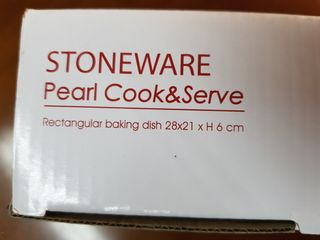 STONEWARE
Pearl Cook&Serve
Rectangular baking dish 28x21 x H 6 cm